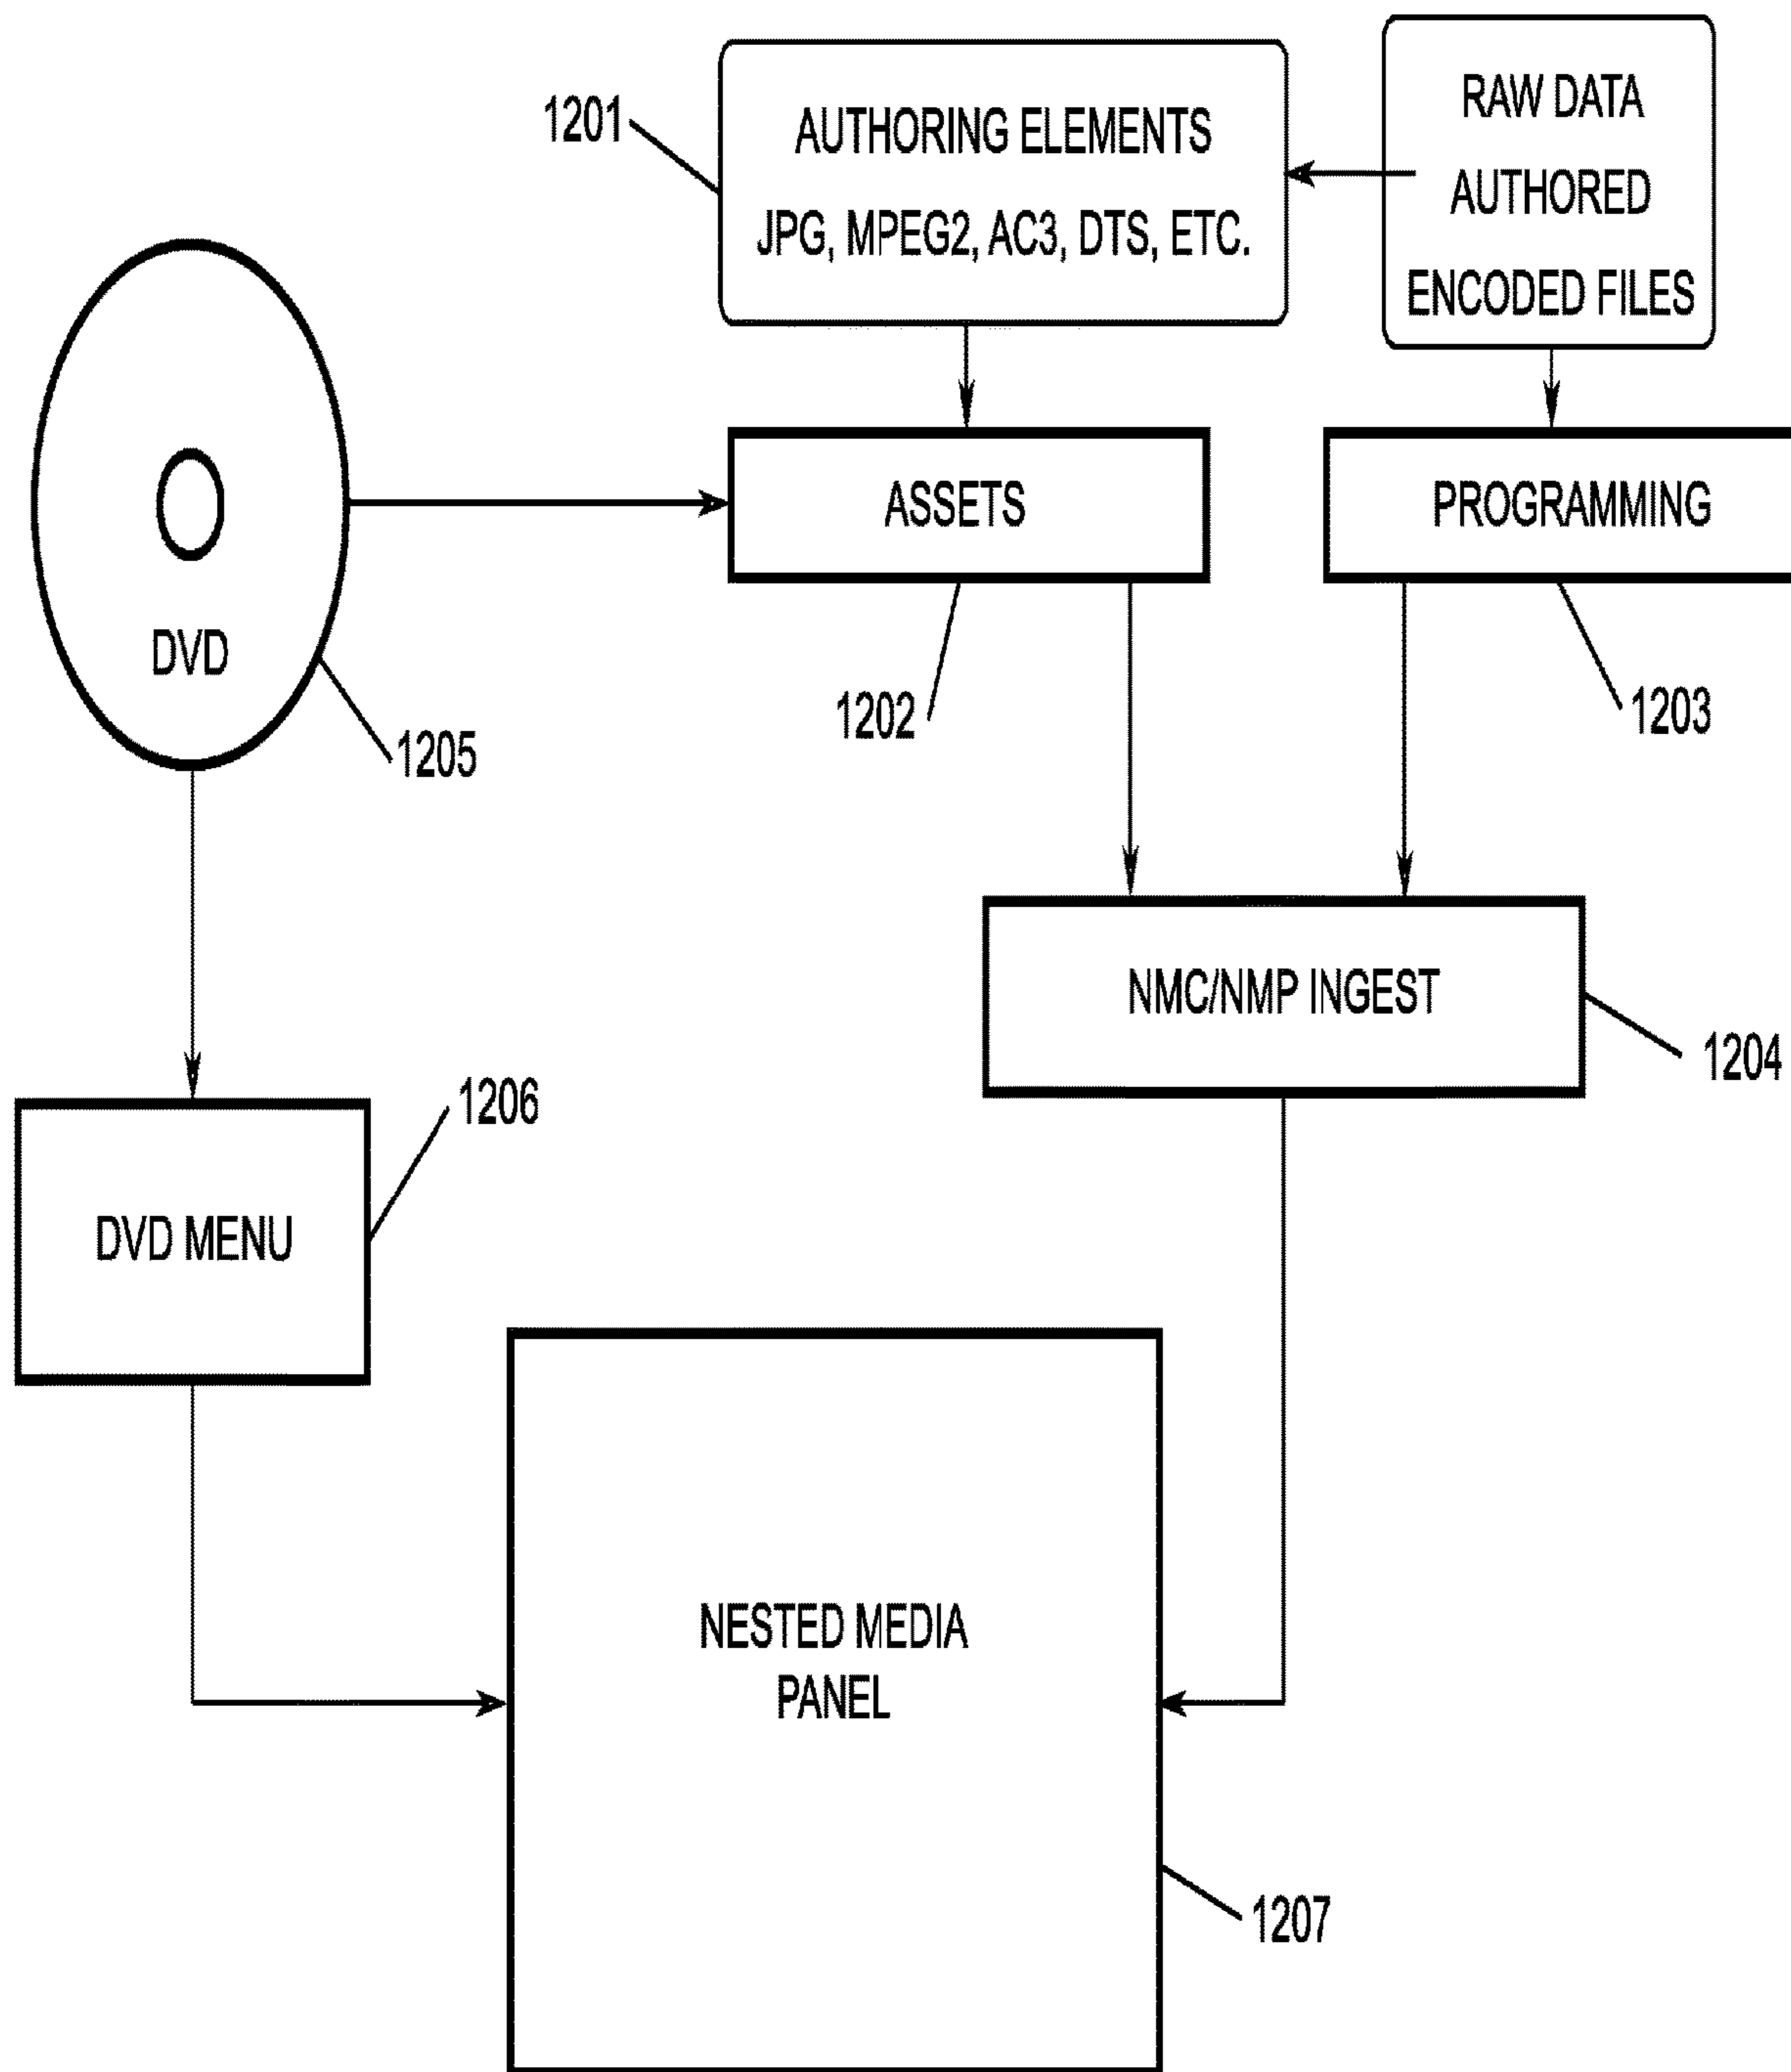 1201
AUTHORING ELEMENTS
JPG, MPEG2, AC3, DTS, ETC.
RAW DATA
AUTHORED
ENCODED FILES
ASSETS
PROGRAMMING
DVD
1202
1203
1205
NMC/NMP INGEST
1204
1206
DVD MENU
NESTED MEDIA
PANEL
1207